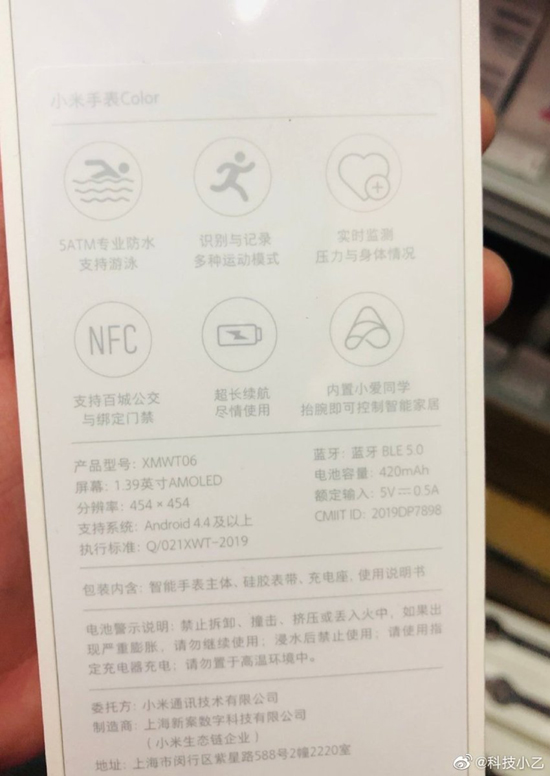 小米手表Color
5ATM专业防水
支持游泳
识别与记录
多种运动模式
实时监测
压力与身体情况
NFC
支持百城公交
与绑定门禁
超长续航
尽情使用
内置小爱同学
抬腕即可控制智能家居
产品型号：XMWT06
屏幕：1.39英寸AMOLED
分辨率：454 × 454
支持系统：Android 4.4及以上
执行标准：Q/021XWT-2019
蓝牙：蓝牙 BLE 5.0
电池容量：420mAh
额定输入：5V⎓0.5A
CMIIT ID：2019DP7898
包装内含：智能手表主体、硅胶表带、充电座、使用说明书
电池警示说明：禁止拆卸、撞击、挤压或丢入火中，如果出
现严重膨胀，请勿继续使用；浸水后禁止使用；请使用指
定充电器充电；请勿置于高温环境中。
委托方：小米通讯技术有限公司
制造商：上海新案数字科技有限公司
（小米生态链企业）
地址：上海市闵行区紫星路588号2幢2220室
@科技小乙